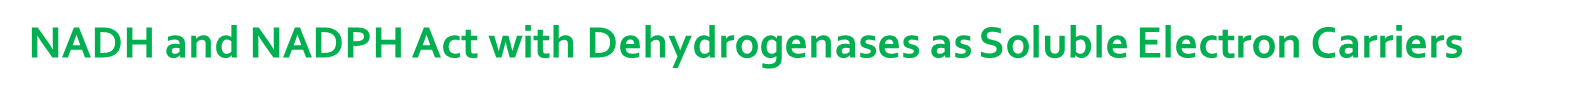 NADH and NADPH Act with Dehydrogenases as Soluble Electron Carriers